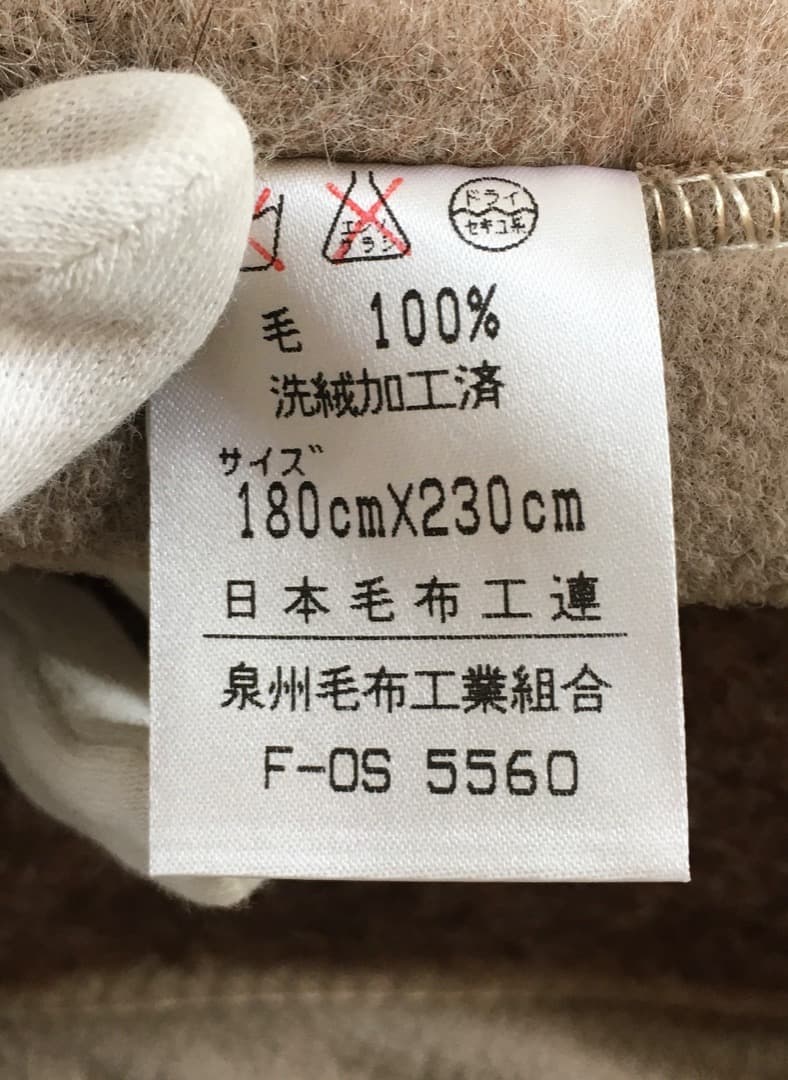 エンソ
サラシ
ドライ
セキユ系
毛 100%
洗絨加工済
サイズ
180cmX230cm
日本毛布工連
泉州毛布工業組合
F-OS 5560